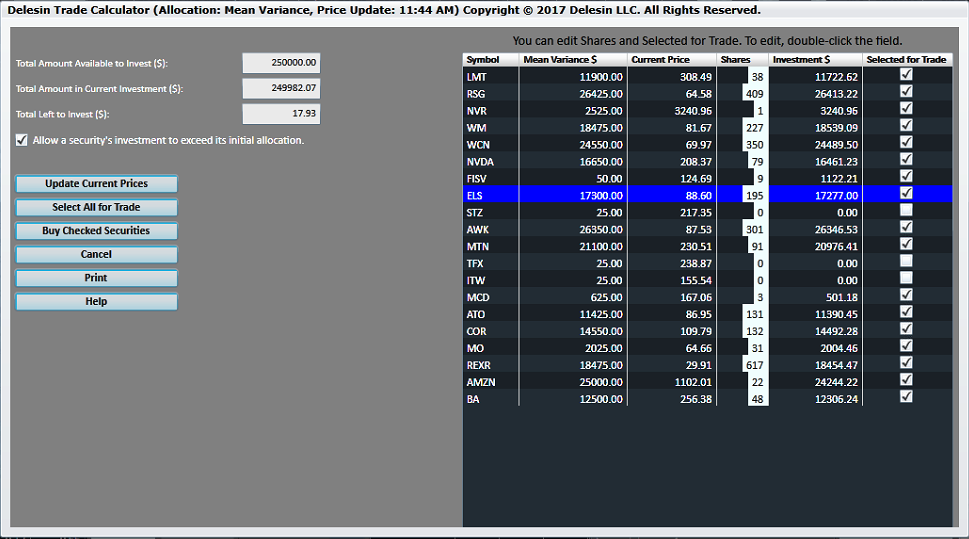 Delesin Trade Calculator (Allocation: Mean Variance, Price Update: 11:44 AM) Copyright © 2017 Delesin LLC. All Rights Reserved.
You can edit Shares and Selected for Trade. To edit, double-click the field.
Total Amount Available to Invest ($): 250000.00
Total Amount in Current Investment ($): 249982.07
Total Left to Invest ($): 17.93
Allow a security's investment to exceed its initial allocation.
Update Current Prices
Select All for Trade
Buy Checked Securities
Cancel
Print
Help
Symbol Mean Variance $ Current Price Shares Investment $ Selected for Trade
LMT 11900.00 308.49 38 11722.62
RSG 26425.00 64.58 409 26413.22
NVR 2525.00 3240.96 1 3240.96
WM 18475.00 81.67 227 18539.09
WCN 24550.00 69.97 350 24489.50
NVDA 16650.00 208.37 79 16461.23
FISV 50.00 124.69 9 1122.21
ELS 17300.00 88.60 195 17277.00
STZ 25.00 217.35 0 0.00
AWK 26350.00 87.53 301 26346.53
MTN 21100.00 230.51 91 20976.41
TFX 25.00 238.87 0 0.00
ITW 25.00 155.54 0 0.00
MCD 625.00 167.06 3 501.18
ATO 11425.00 86.95 131 11390.45
COR 14550.00 109.79 132 14492.28
MO 2025.00 64.66 31 2004.46
REXR 18475.00 29.91 617 18454.47
AMZN 25000.00 1102.01 22 24244.22
BA 12500.00 256.38 48 12306.24